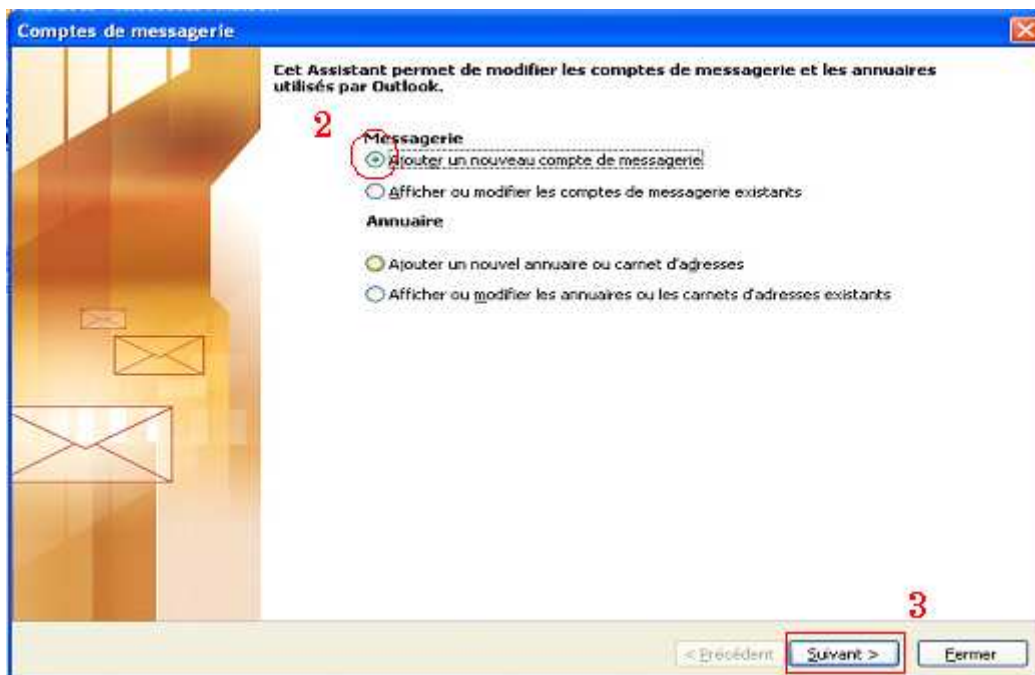 Comptes de messagerie
Cet Assistant permet de modifier les comptes de messagerie et les annuaires
utilisés par Outlook.
2
Messagerie
Ajouter un nouveau compte de messagerie
Afficher ou modifier les comptes de messagerie existants
Annuaire
Ajouter un nouvel annuaire ou carnet d'adresses
Afficher ou modifier les annuaires ou les carnets d'adresses existants
3
< Précédent Suivant > Fermer